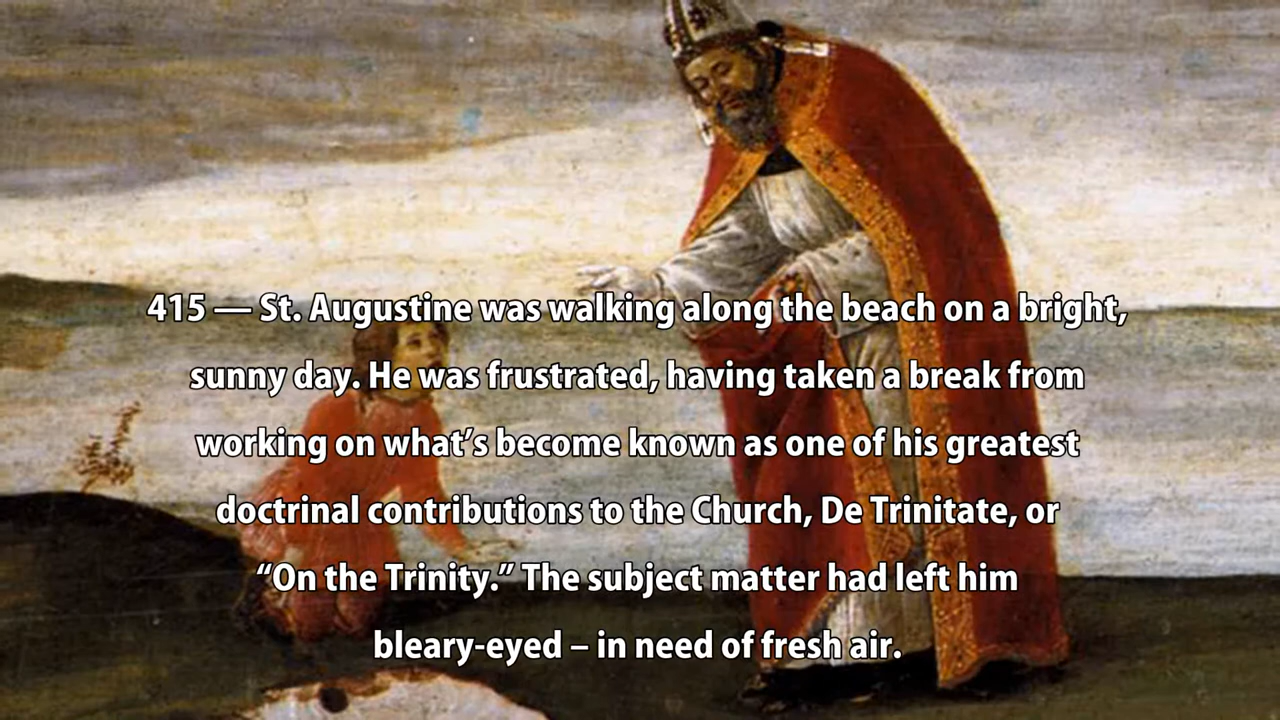 415 — St. Augustine was walking along the beach on a bright,
sunny day. He was frustrated, having taken a break from
working on what’s become known as one of his greatest
doctrinal contributions to the Church, De Trinitate, or
“On the Trinity.” The subject matter had left him
bleary-eyed – in need of fresh air.